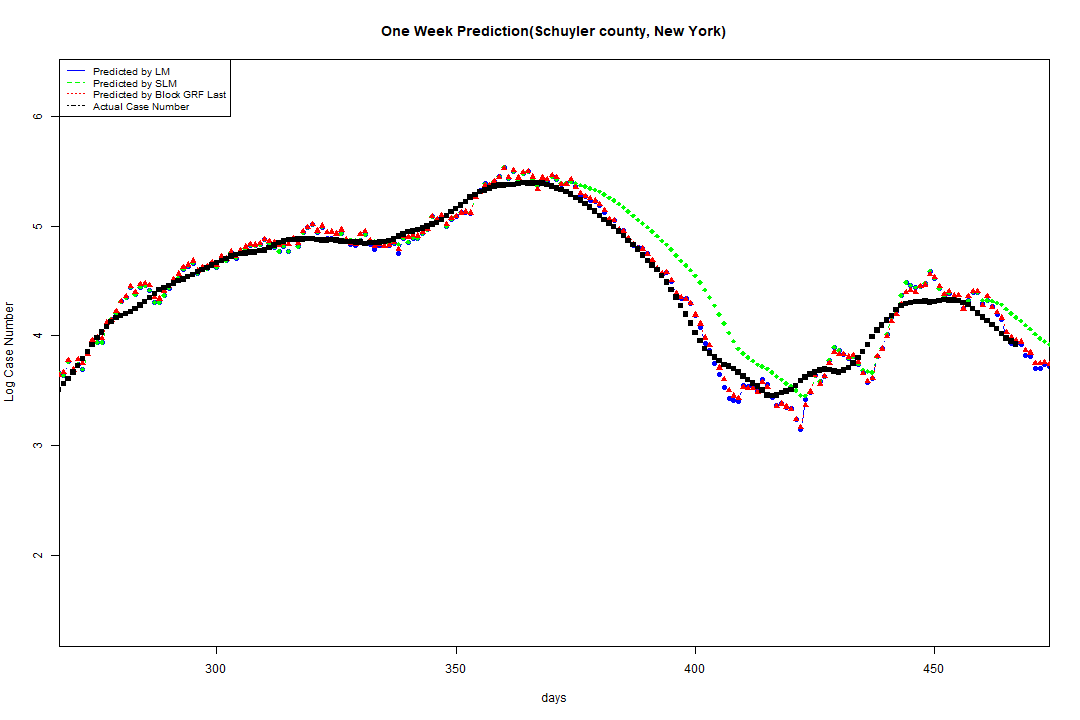 One Week Prediction(Schuyler county, New York)
Predicted by LM
Predicted by SLM
Predicted by Block GRF Last
Actual Case Number
6
5
4
3
2
Log Case Number
300 350 400 450
days